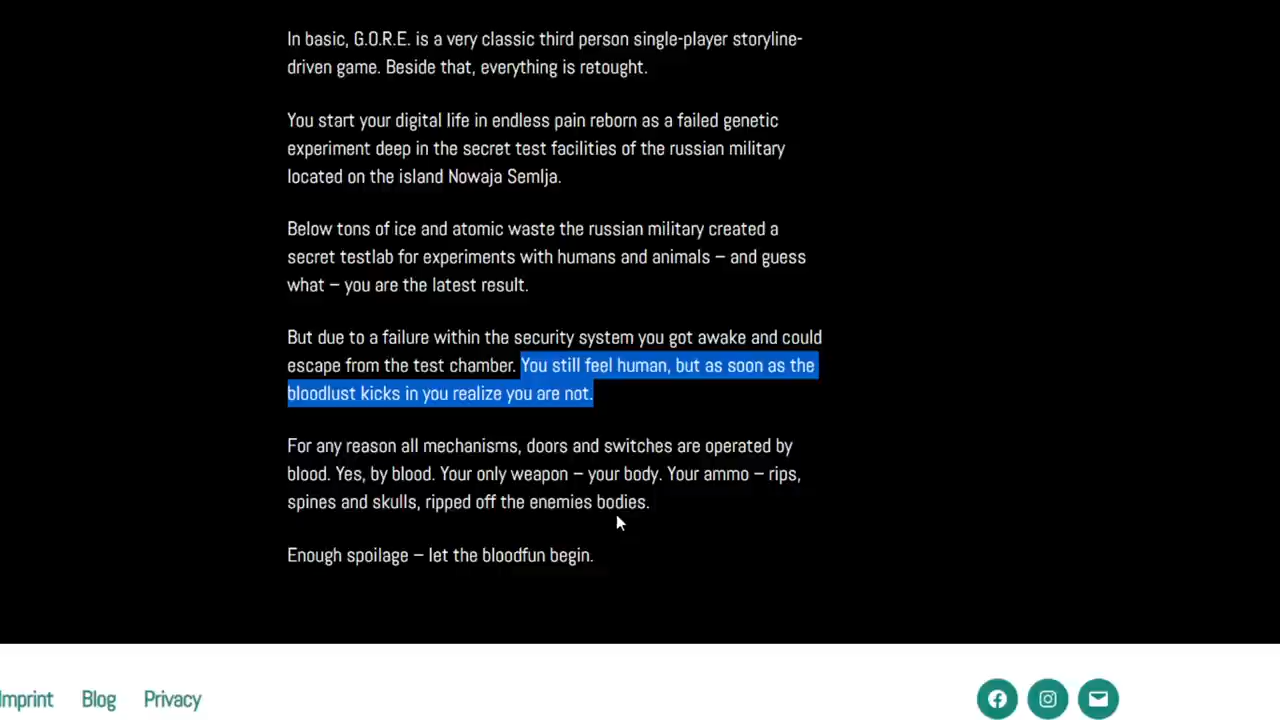 In basic, G.O.R.E. is a very classic third person single-player storyline-
driven game. Beside that, everything is retought.
You start your digital life in endless pain reborn as a failed genetic
experiment deep in the secret test facilities of the russian military
located on the island Nowaja Semlja.
Below tons of ice and atomic waste the russian military created a
secret testlab for experiments with humans and animals – and guess
what – you are the latest result.
But due to a failure within the security system you got awake and could
escape from the test chamber. You still feel human, but as soon as the
bloodlust kicks in you realize you are not.
For any reason all mechanisms, doors and switches are operated by
blood. Yes, by blood. Your only weapon – your body. Your ammo – rips,
spines and skulls, ripped off the enemies bodies.
Enough spoilage – let the bloodfun begin.
Imprint Blog Privacy